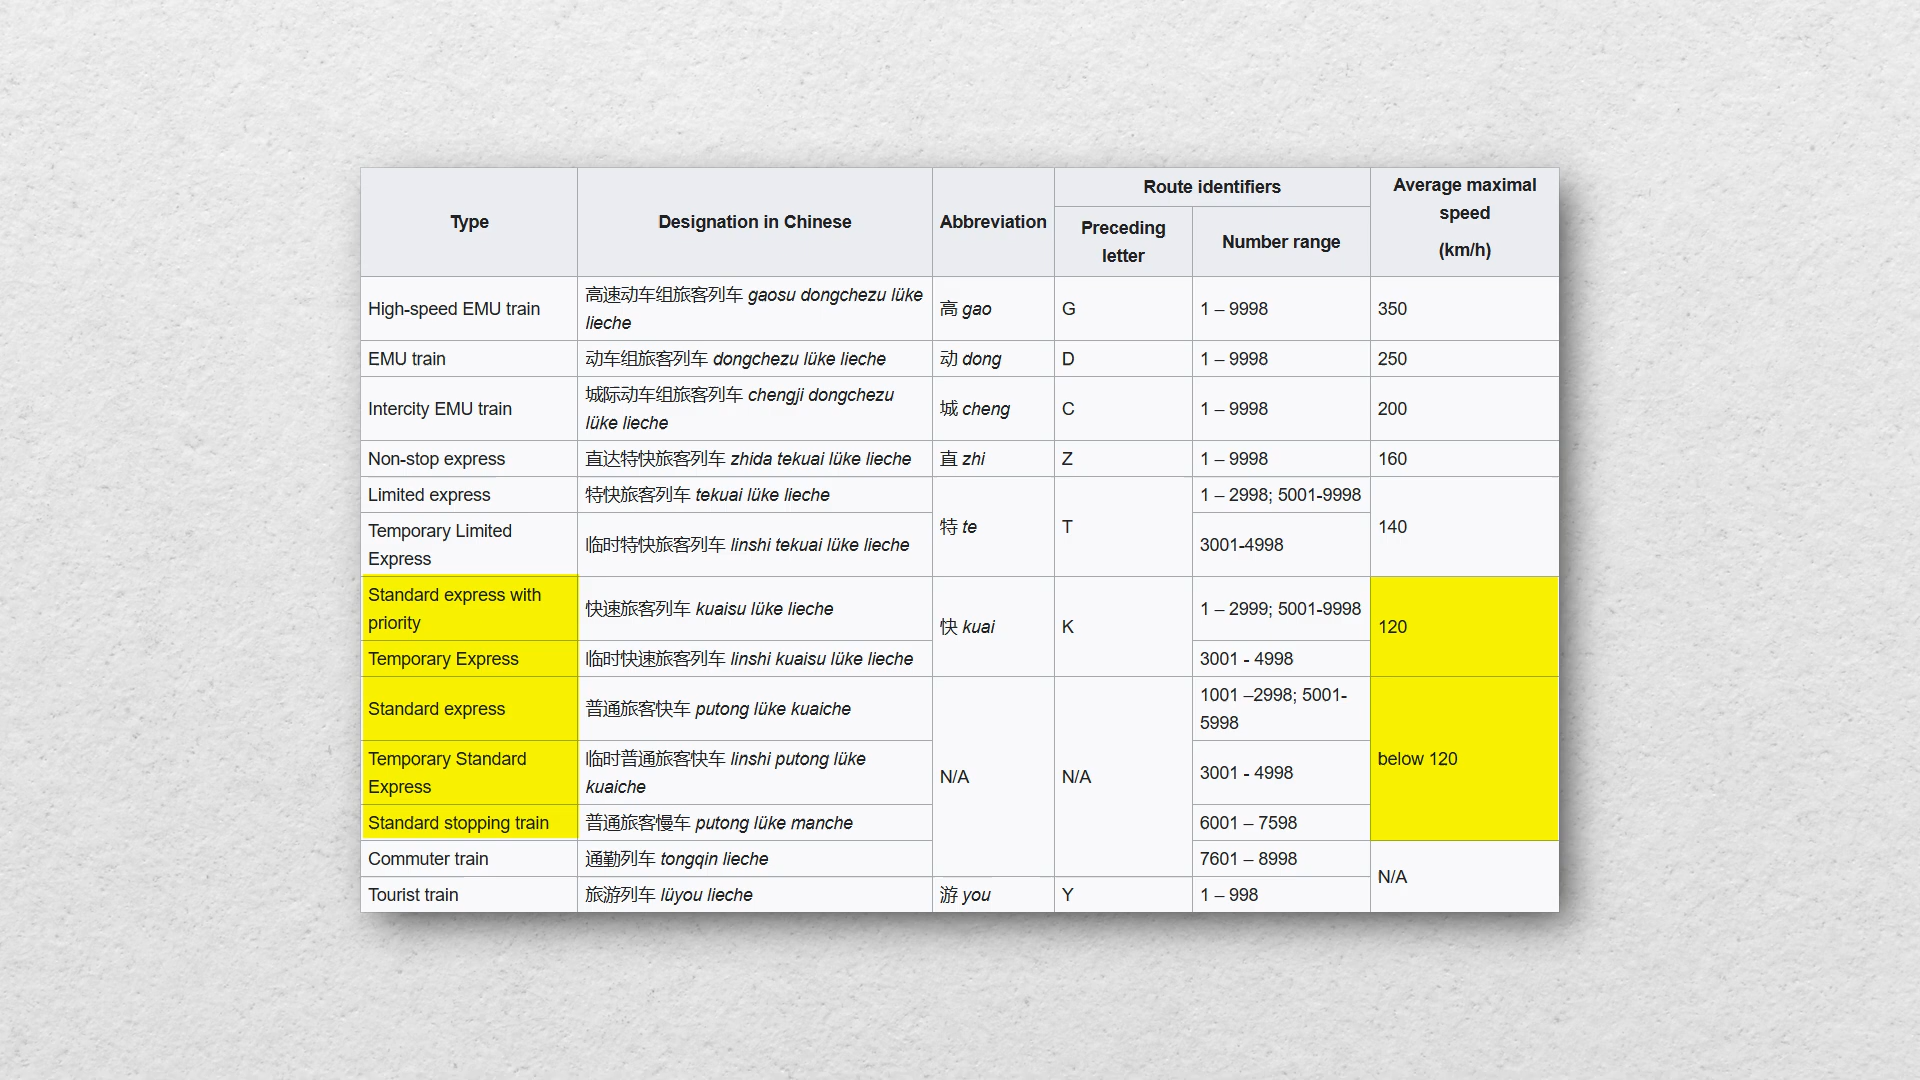 Type
Designation in Chinese
Abbreviation
Route identifiers
Preceding
letter
Number range
Average maximal
speed
(km/h)
High-speed EMU train
高速动车组旅客列车 gaosu dongchezu lüke
lieche
高 gao
G
1 – 9998
350
EMU train
动车组旅客列车 dongchezu lüke lieche
动 dong
D
1 – 9998
250
Intercity EMU train
城际动车组旅客列车 chengji dongchezu
lüke lieche
城 cheng
C
1 – 9998
200
Non-stop express
直达特快旅客列车 zhida tekuai lüke lieche
直 zhi
Z
1 – 9998
160
Limited express
特快旅客列车 tekuai lüke lieche
特 te
T
1 – 2998; 5001-9998
140
Temporary Limited
Express
临时特快旅客列车 linshi tekuai lüke lieche
3001-4998
Standard express with
priority
快速旅客列车 kuaisu lüke lieche
快 kuai
K
1 – 2999; 5001-9998
120
Temporary Express
临时快速旅客列车 linshi kuaisu lüke lieche
3001 - 4998
Standard express
普通旅客快车 putong lüke kuaiche
N/A
N/A
1001 –2998; 5001-
5998
below 120
Temporary Standard
Express
临时普通旅客快车 linshi putong lüke
kuaiche
3001 - 4998
Standard stopping train
普通旅客慢车 putong lüke manche
6001 – 7598
Commuter train
通勤列车 tongqin lieche
7601 – 8998
N/A
Tourist train
旅游列车 lüyou lieche
游 you
Y
1 – 998